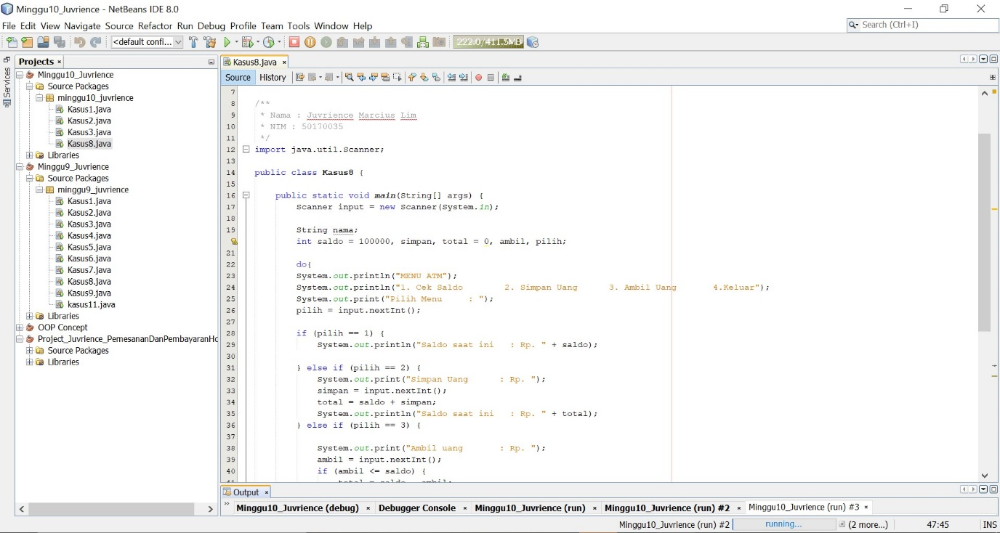 Minggu10_Juvrience - NetBeans IDE 8.0
File Edit View Navigate Source Refactor Run Debug Profile Team Tools Window Help
Search (Ctrl+I)
<default confi...
222.0/411.5MB
Services
Projects ×
Minggu10_Juvrience
Source Packages
minggu10_juvrience
Kasus1.java
Kasus2.java
Kasus3.java
Kasus8.java
Libraries
Minggu9_Juvrience
Source Packages
minggu9_juvrience
Kasus1.java
Kasus2.java
Kasus3.java
Kasus4.java
Kasus5.java
Kasus6.java
Kasus7.java
Kasus8.java
Kasus9.java
kasus11.java
Libraries
OOP Concept
Project_Juvrience_PemesananDanPembayaranHo
Source Packages
Libraries
Kasus8.java ×
Source History
7
8 /**
9 * Nama : Juvrience Marcius Lim
10 * NIM : 50170035
11 */
12 import java.util.Scanner;
13
14 public class Kasus8 {
15
16 public static void main(String[] args) {
17 Scanner input = new Scanner(System.in);
18
19 String nama;
int saldo = 100000, simpan, total = 0, ambil, pilih;
21
22 do{
23 System.out.println("MENU ATM");
24 System.out.println("1. Cek Saldo 2. Simpan Uang 3. Ambil Uang 4.Keluar");
25 System.out.print("Pilih Menu : ");
26 pilih = input.nextInt();
27
28 if (pilih == 1) {
29 System.out.println("Saldo saat ini : Rp. " + saldo);
30
31 } else if (pilih == 2) {
32 System.out.print("Simpan Uang : Rp. ");
33 simpan = input.nextInt();
34 total = saldo + simpan;
35 System.out.println("Saldo saat ini : Rp. " + total);
36 } else if (pilih == 3) {
37
38 System.out.print("Ambil uang : Rp. ");
39 ambil = input.nextInt();
40 if (ambil <= saldo) {
Output ×
Minggu10_Juvrience (debug) × Debugger Console × Minggu10_Juvrience (run) × Minggu10_Juvrience (run) #2 × Minggu10_Juvrience (run) #3 ×
Minggu10_Juvrience (run) #2 running... (2 more...) 47:45 INS